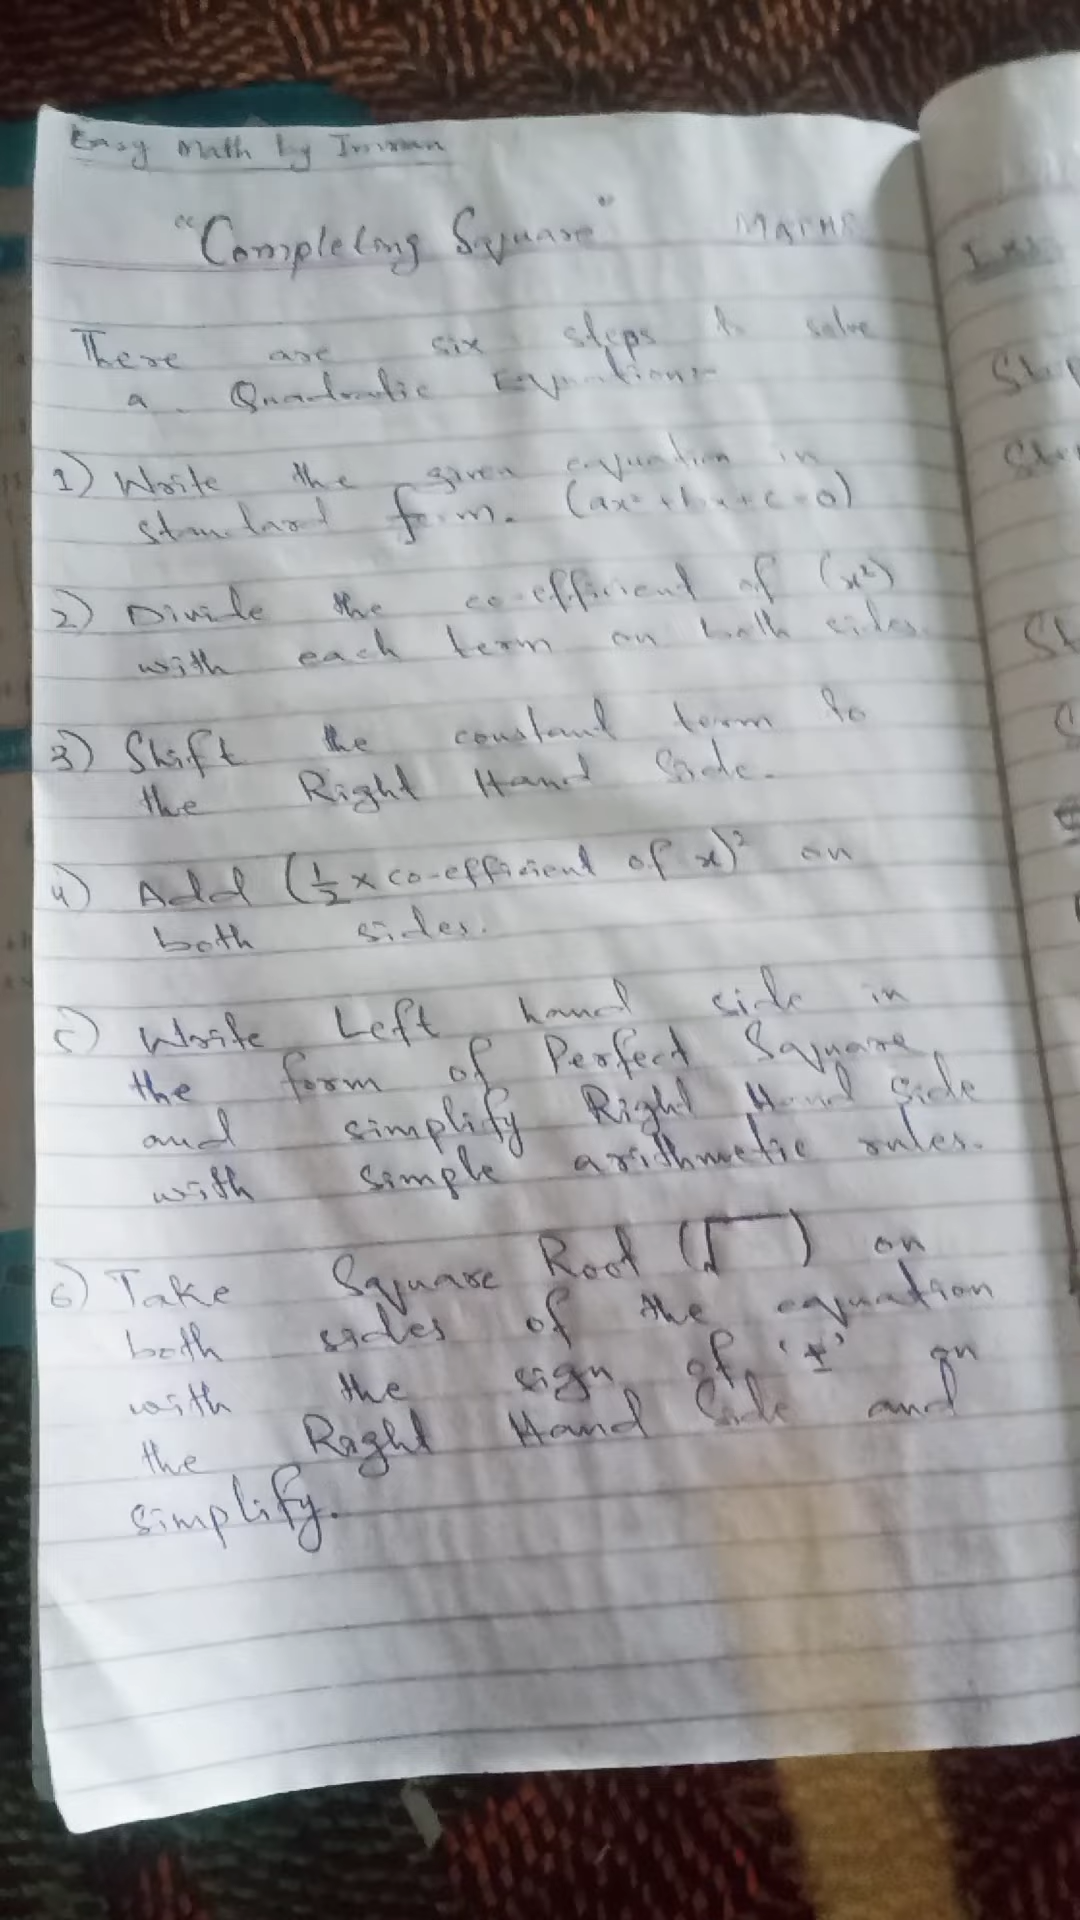 Easy Math by Imran
"Completing Square" MATHS
There are six steps to solve
a Quadratic Equation:-
1) Write the given equation in
standard form. (ax² + bx + c = 0)
2) Divide the co-efficient of (x²)
with each term on both sides.
3) Shift the constant term to
the Right Hand Side.
4) Add (1/2 x co-efficient of x)² on
both sides.
5) Write Left hand side in
the form of Perfect Square
and simplify Right Hand Side
with simple arithmetic rules.
6) Take Square Root (√ ) on
both sides of the equation
with the sign of '±' on
the Right Hand Side and
simplify.